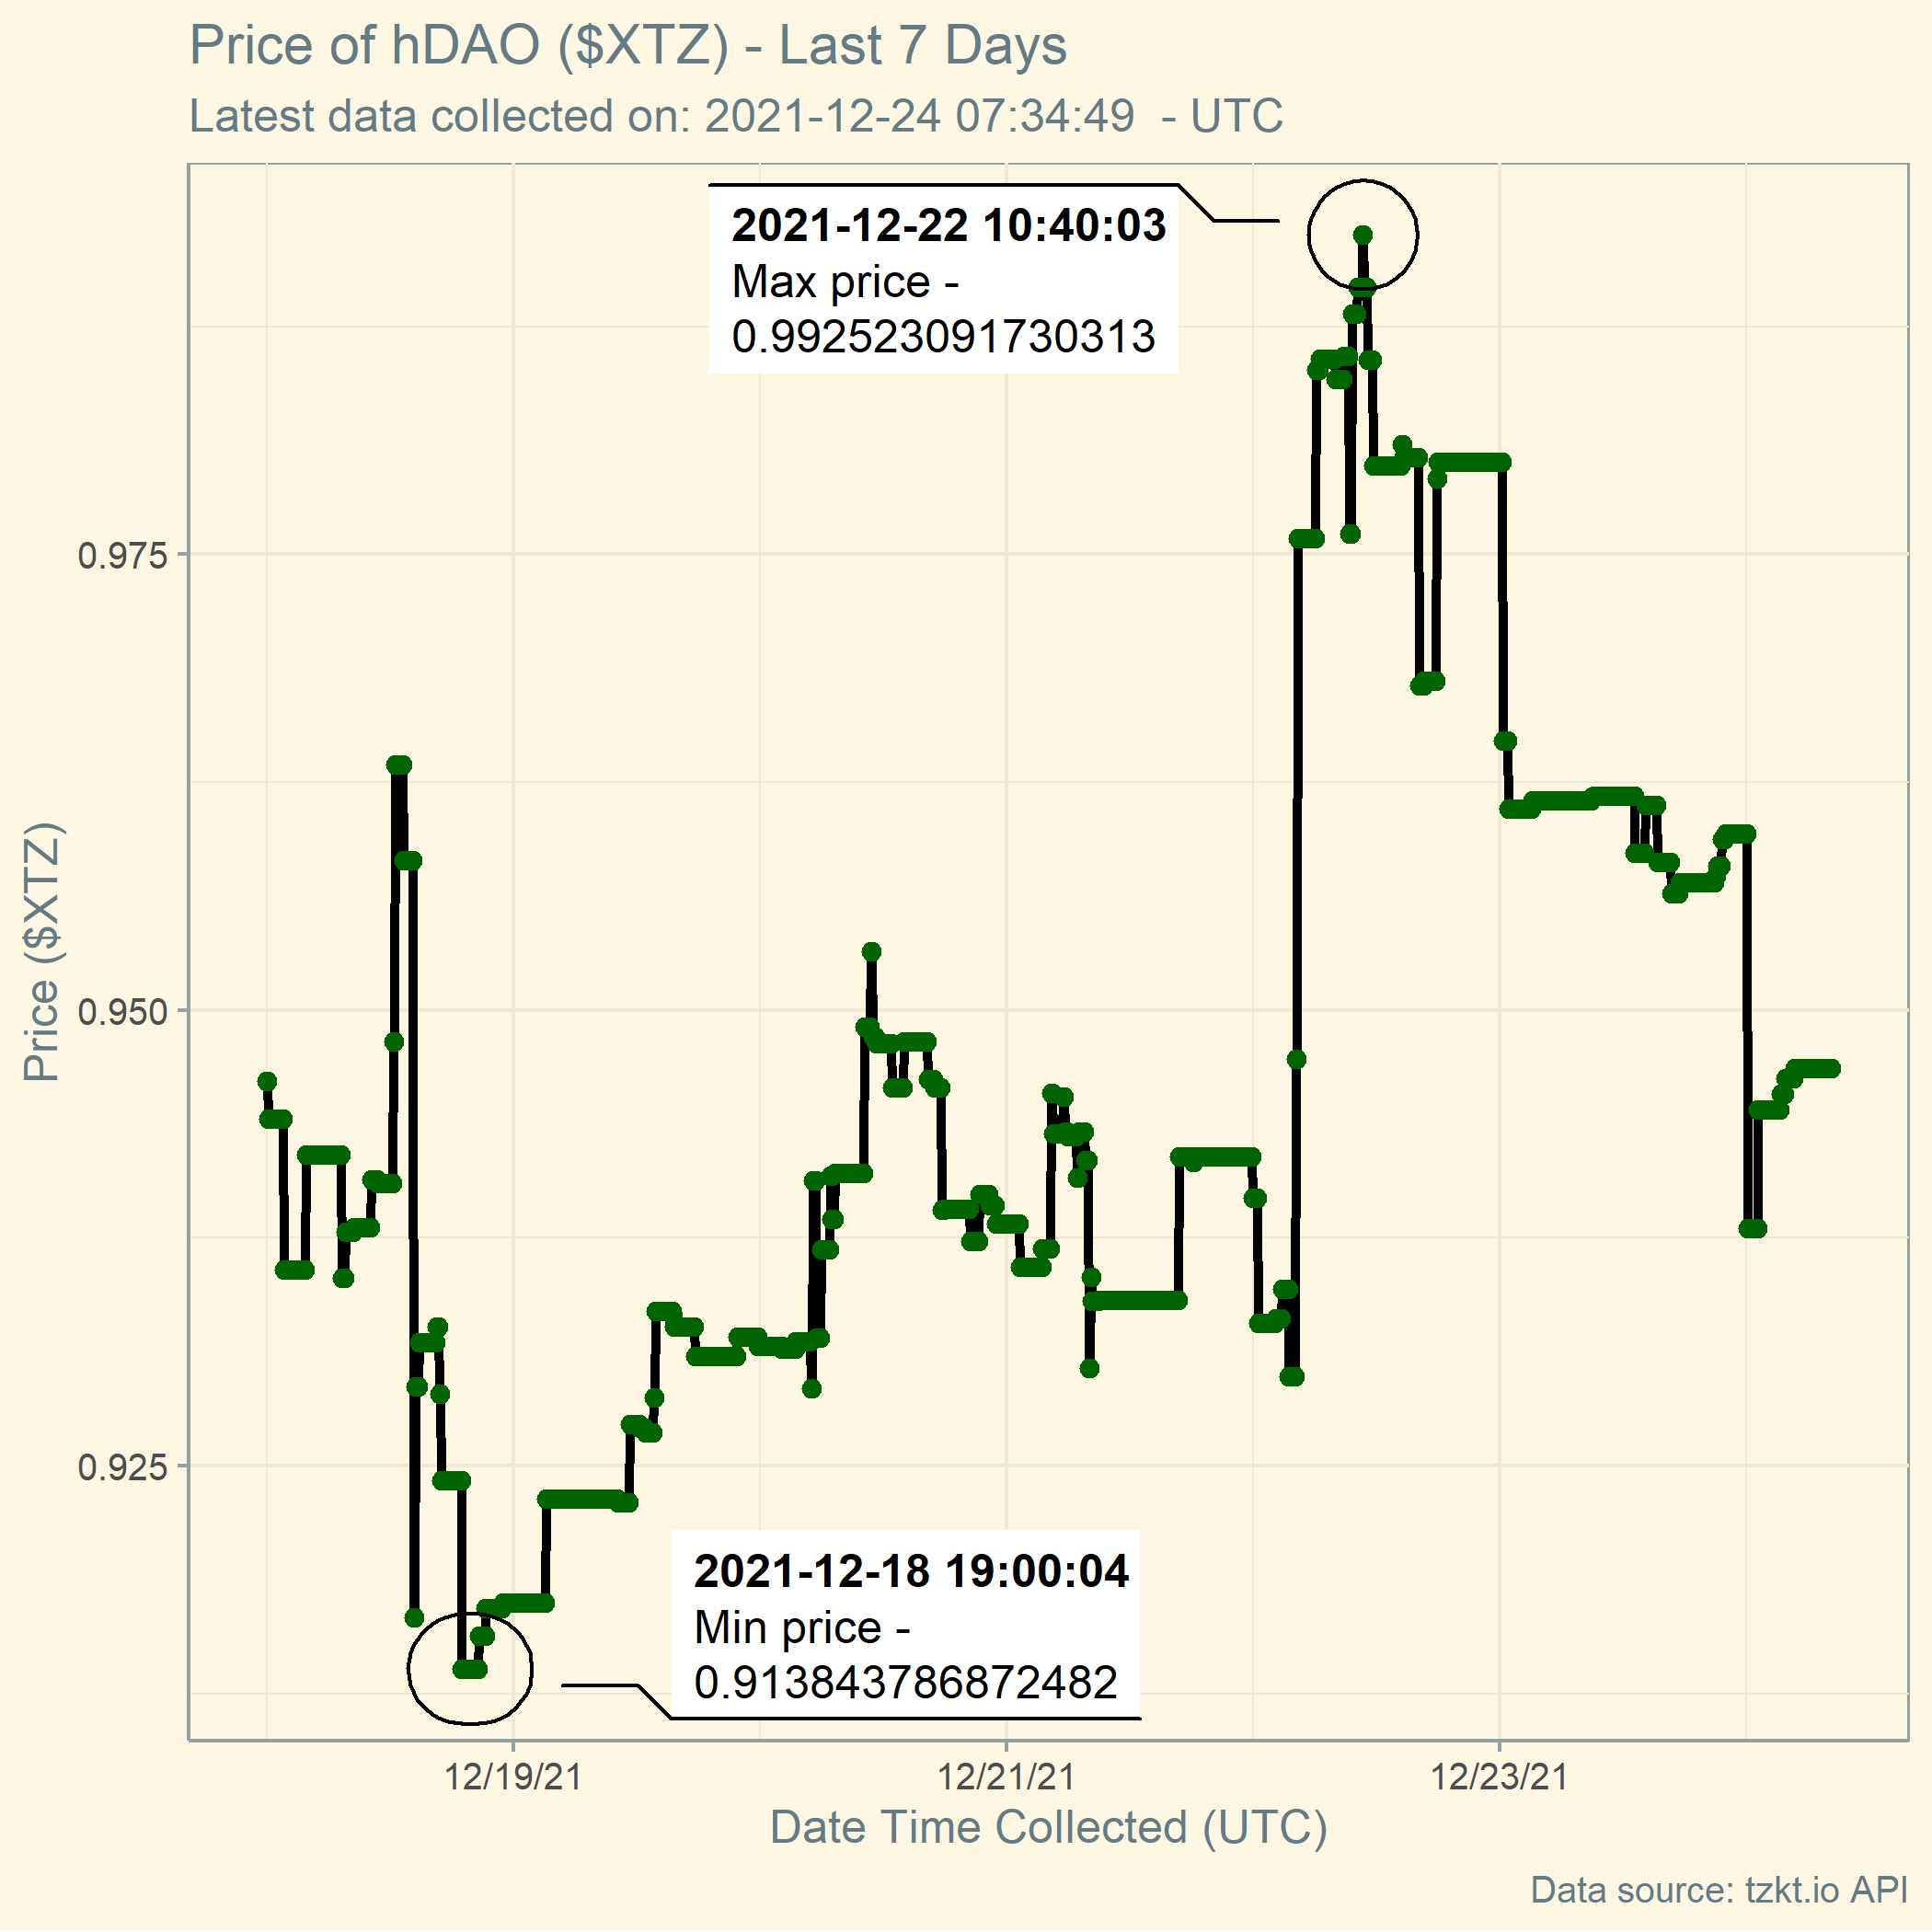 Price of hDAO ($XTZ) - Last 7 Days
Latest data collected on: 2021-12-24 07:34:49  - UTC
2021-12-22 10:40:03
Max price -
0.992523091730313
0.975
0.950
0.925
Price ($XTZ)
2021-12-18 19:00:04
Min price -
0.913843786872482
12/19/21
12/21/21
12/23/21
Date Time Collected (UTC)
Data source: tzkt.io API